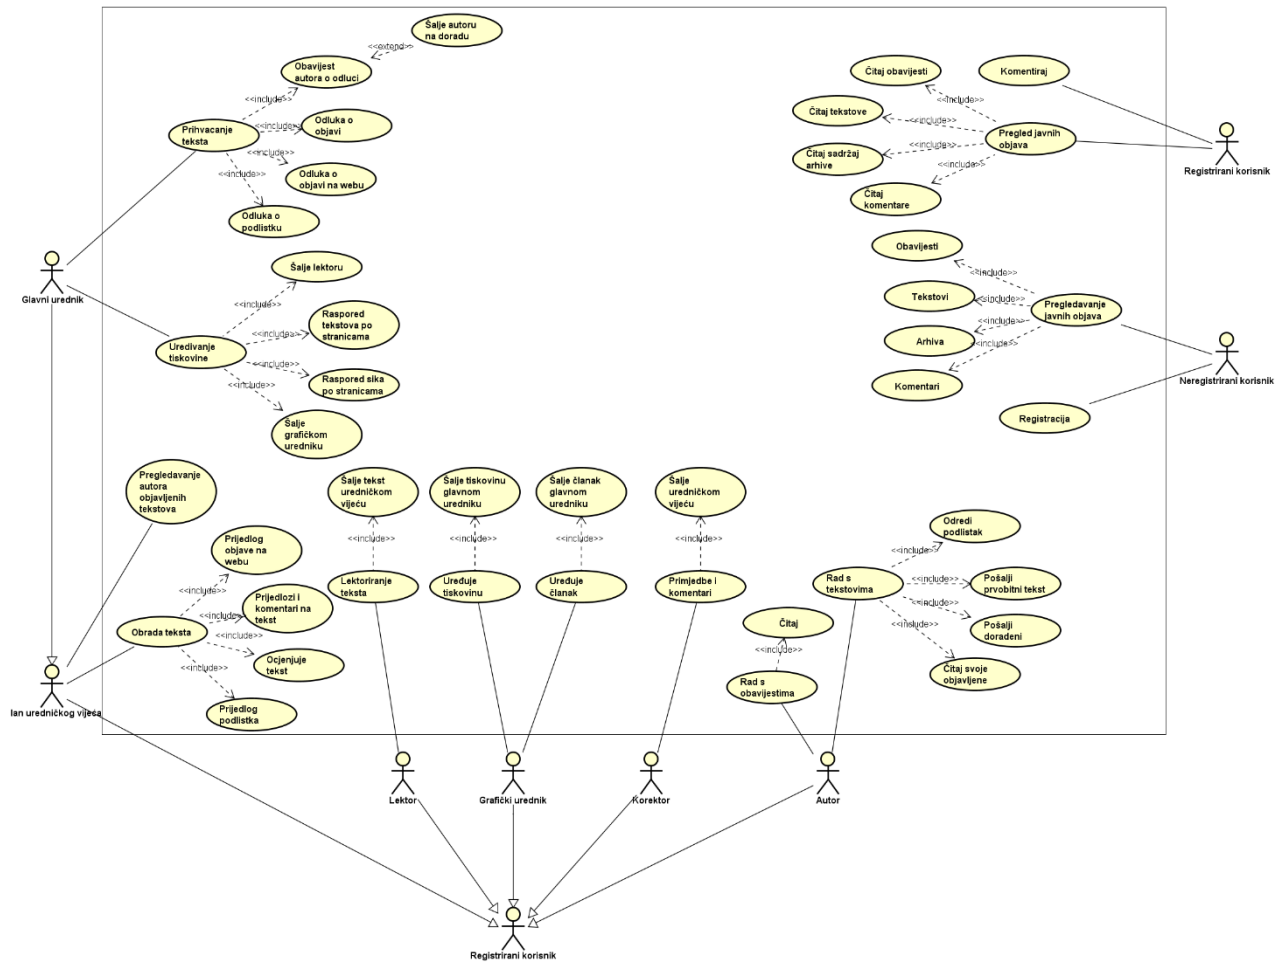 Šalje autoru
na doradu
<<extend>>
Obavijest
autora o odluci
<<include>>
Odluka o
objavi
<<include>>
Prihvacanje
teksta
<<include>>
Odluka o
objavi na webu
<<include>>
Odluka o
podlistku
Glavni urednik
Šalje lektoru
<<include>>
Raspored
tekstova po
stranicama
<<include>>
Uredivanje
tiskovine
<<include>>
Raspored sika
po stranicama
<<include>>
Šalje
grafičkom
uredniku
Čitaj obavijesti
Komentiraj
<<include>>
Čitaj tekstove
<<include>>
Pregled javnih
objava
Čitaj sadržaj
arhive
<<include>>
<<include>>
Čitaj
komentare
Registrirani korisnik
Obavijesti
<<include>>
Tekstovi
<<include>>
Pregledavanje
javnih objava
Arhiva
<<include>>
<<include>>
Komentari
Neregistrirani korisnik
Registracija
Pregledavanje
autora
objavljenih
tekstova
Prijedlog
objave na
webu
<<include>>
Prijedlozi i
komentari na
tekst
<<include>>
Obrada teksta
<<include>>
Ocjenjuje
tekst
<<include>>
Prijedlog
podlistka
lan uredničkog vijeća
Šalje tekst
uredničkom
vijeću
<<include>>
Lektoriranje
teksta
Šalje tiskovinu
glavnom
uredniku
<<include>>
Uređuje
tiskovinu
Šalje članak
glavnom
uredniku
<<include>>
Uređuje
članak
Šalje
uredničkom
vijeću
<<include>>
Primjedbe i
komentari
Čitaj
<<include>>
Rad s
obavijestima
Odredi
podlistak
<<include>>
Rad s
tekstovima
<<include>>
Pošalji
prvobitni tekst
<<include>>
Pošalji
dorađeni
<<include>>
Čitaj svoje
objavljene
Lektor
Grafički urednik
Korektor
Autor
Registrirani korisnik